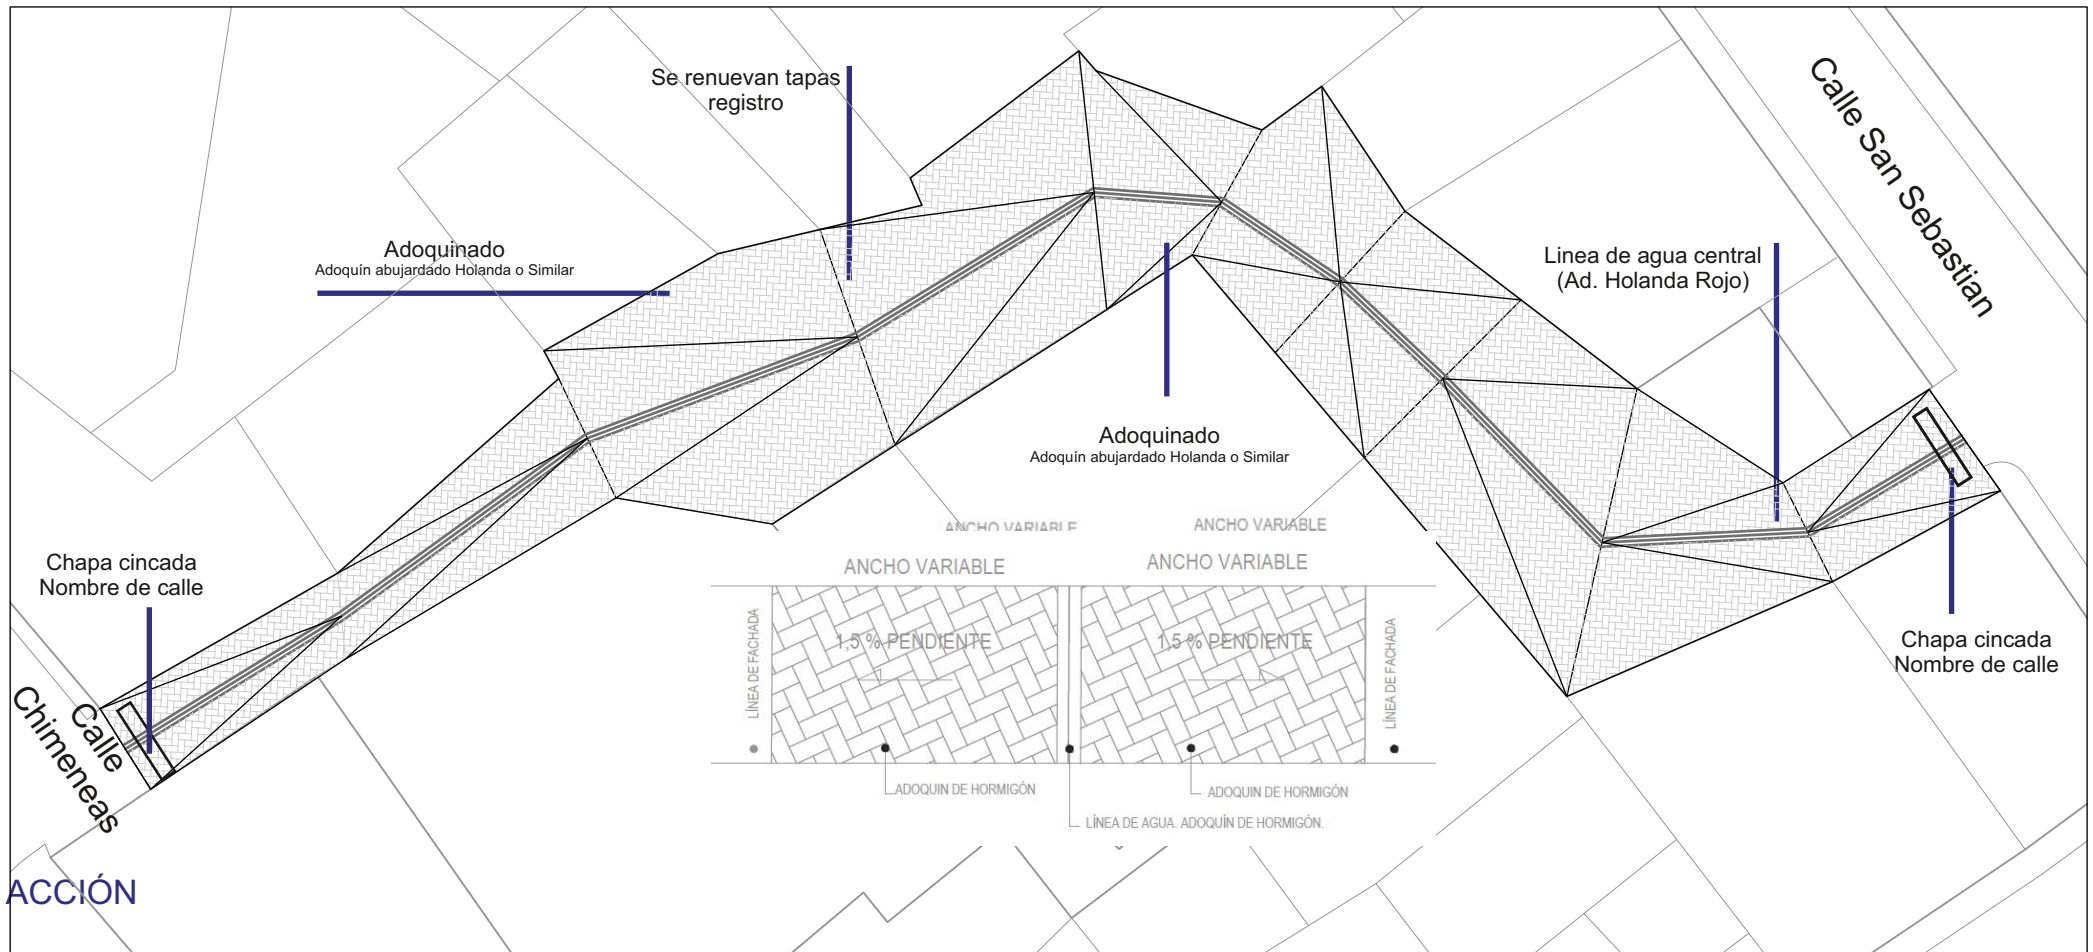 Se renuevan tapas
registro
Calle San Sebastian
Adoquinado
Adoquín abujardado Holanda o Similar
Linea de agua central
(Ad. Holanda Rojo)
Adoquinado
Adoquín abujardado Holanda o Similar
ANCHO VARIABLE
ANCHO VARIABLE
ANCHO VARIABLE
ANCHO VARIABLE
Chapa cincada
Nombre de calle
LÍNEA DE FACHADA
1,5 % PENDIENTE
1.5 % PENDIENTE
LÍNEA DE FACHADA
Chapa cincada
Nombre de calle
Calle
Chimeneas
ADOQUIN DE HORMIGÓN
ADOQUIN DE HORMIGÓN
LÍNEA DE AGUA. ADOQUÍN DE HORMIGÓN.
ACCIÓN